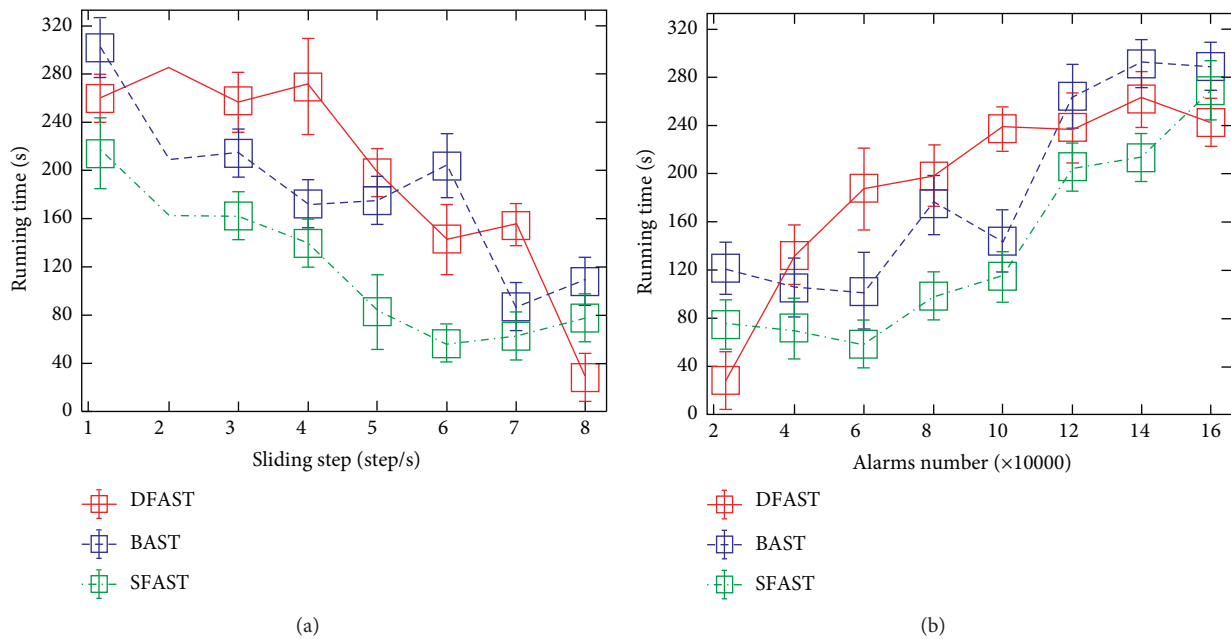 320
280
240
200
160
120
80
40
0
Running time (s)
1 2 3 4 5 6 7 8
Sliding step (step/s)
DFAST
BAST
SFAST
(a)
320
280
240
200
160
120
80
40
0
Running time (s)
2 4 6 8 10 12 14 16
Alarms number (×10000)
DFAST
BAST
SFAST
(b)